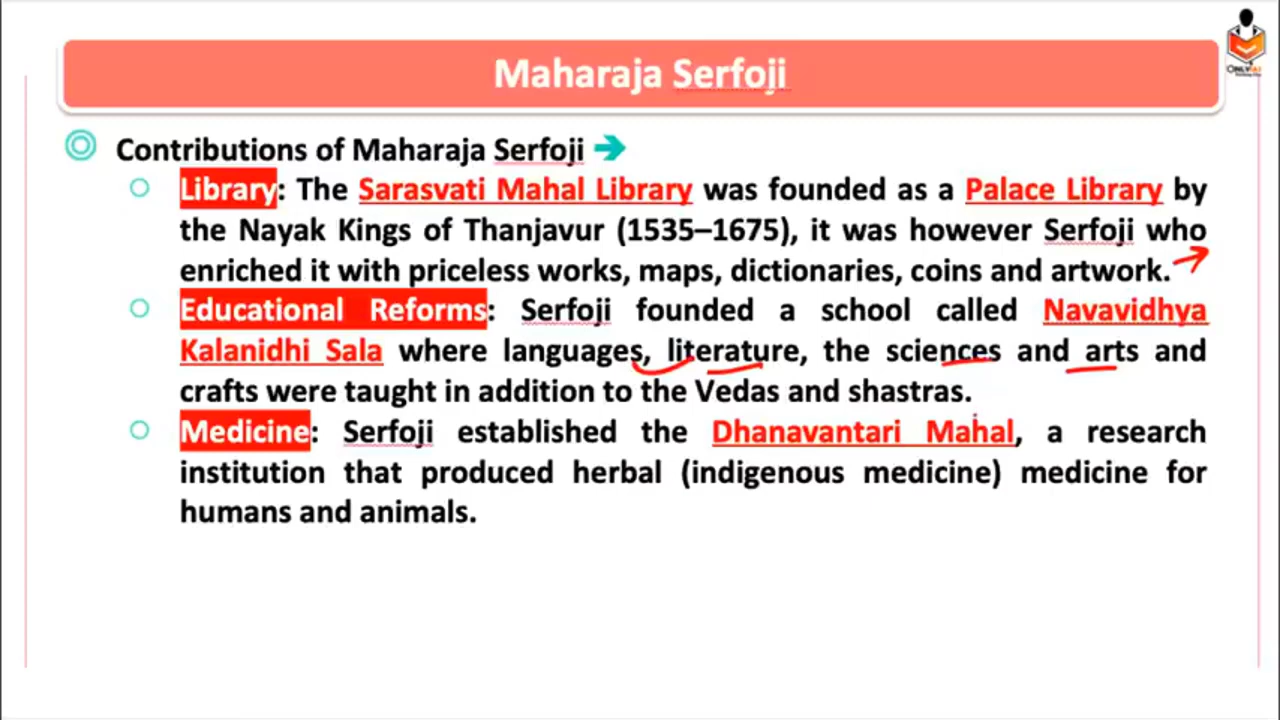 Maharaja Serfoji
Contributions of Maharaja Serfoji
Library: The Sarasvati Mahal Library was founded as a Palace Library by
the Nayak Kings of Thanjavur (1535–1675), it was however Serfoji who
enriched it with priceless works, maps, dictionaries, coins and artwork.
Educational Reforms: Serfoji founded a school called Navavidhya
Kalanidhi Sala where languages, literature, the sciences and arts and
crafts were taught in addition to the Vedas and shastras.
Medicine: Serfoji established the Dhanavantari Mahal, a research
institution that produced herbal (indigenous medicine) medicine for
humans and animals.